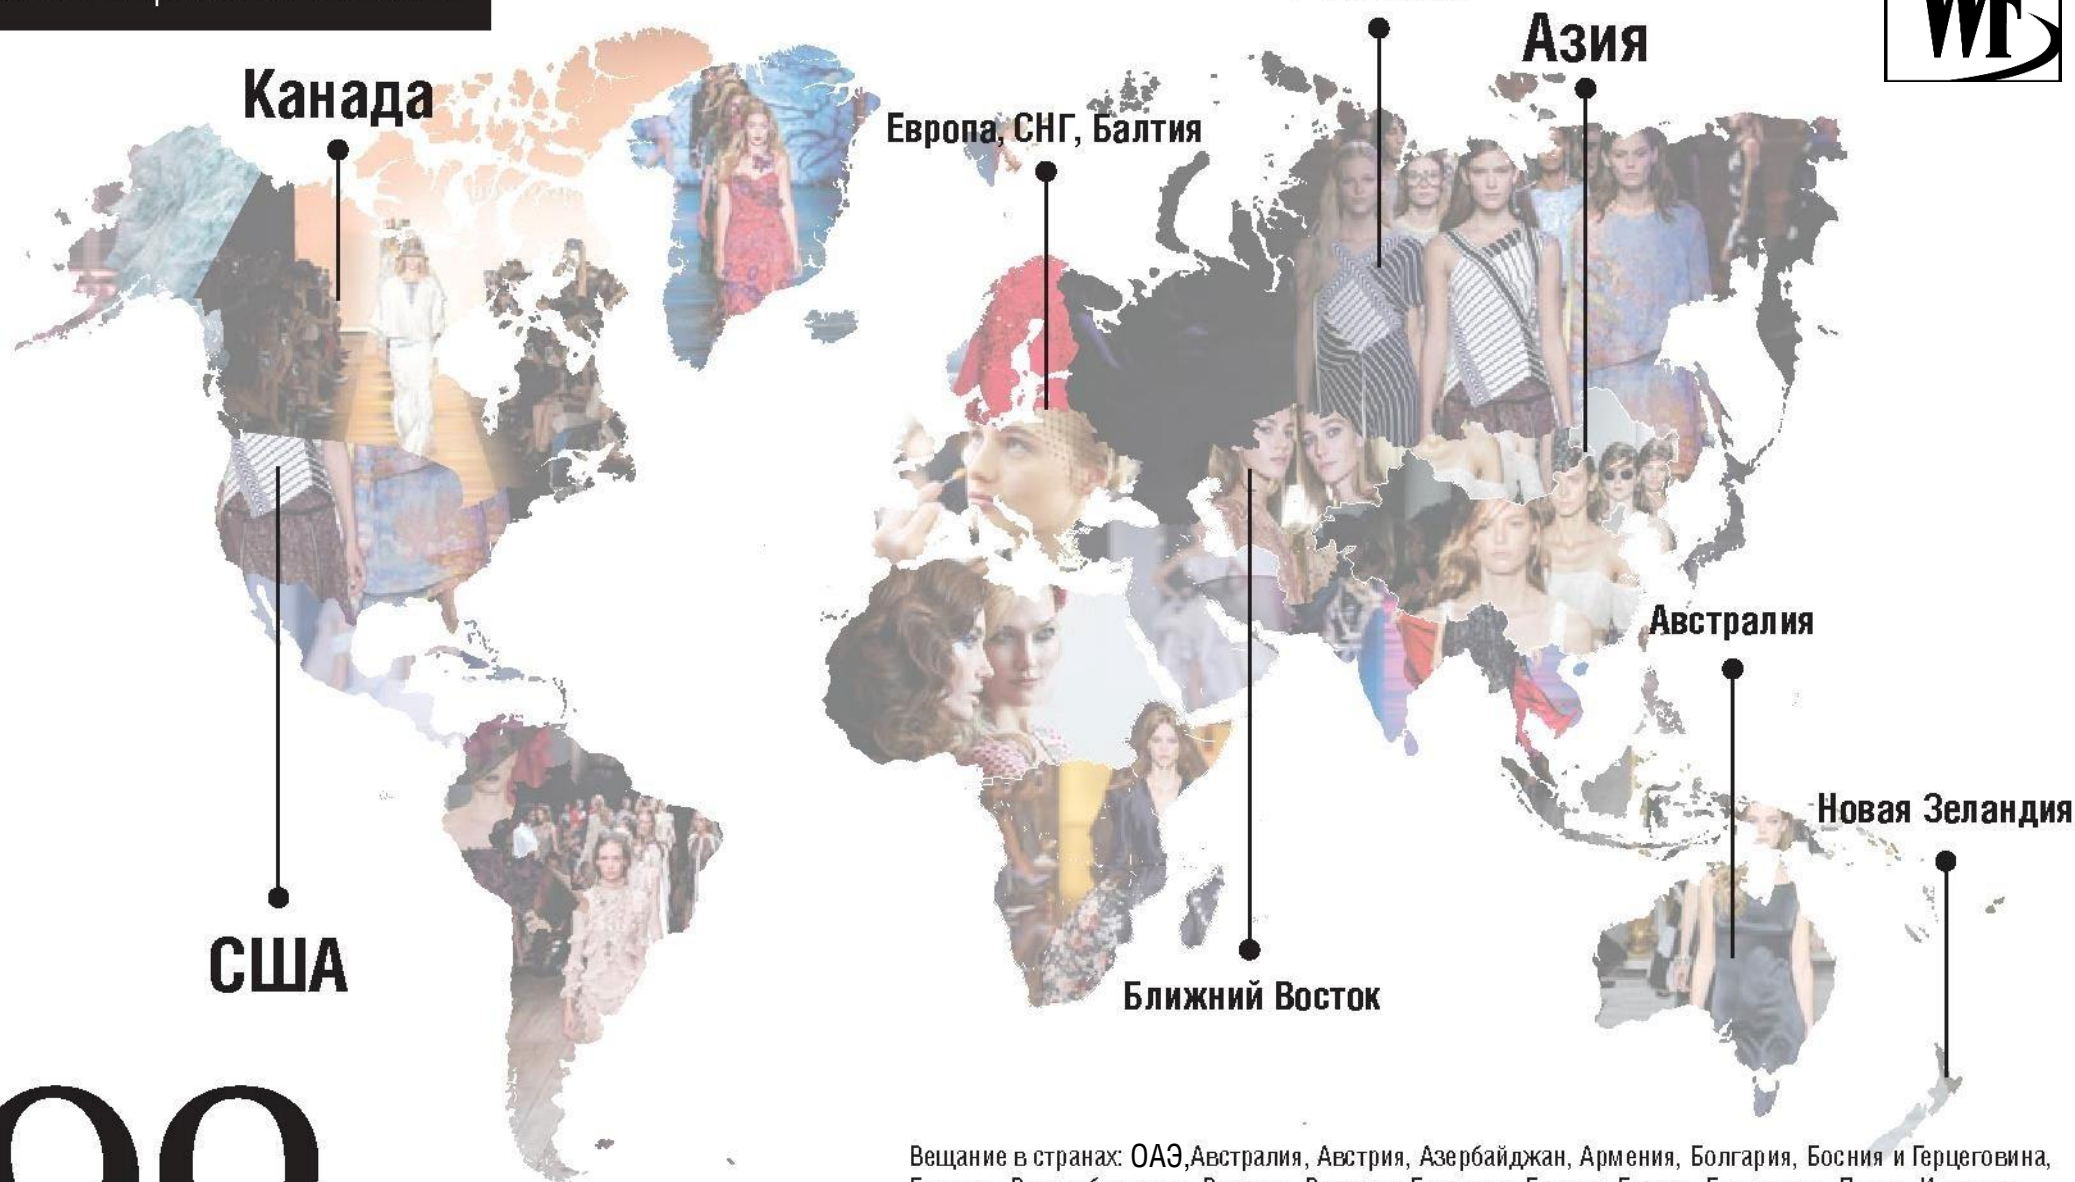 WF
Азия
Канада
Европа, СНГ, Балтия
Австралия
Новая Зеландия
США
Ближний Восток
Вещание в странах: ОАЭ,Австралия, Австрия, Азербайджан, Армения, Болгария, Босния и Герцеговина,